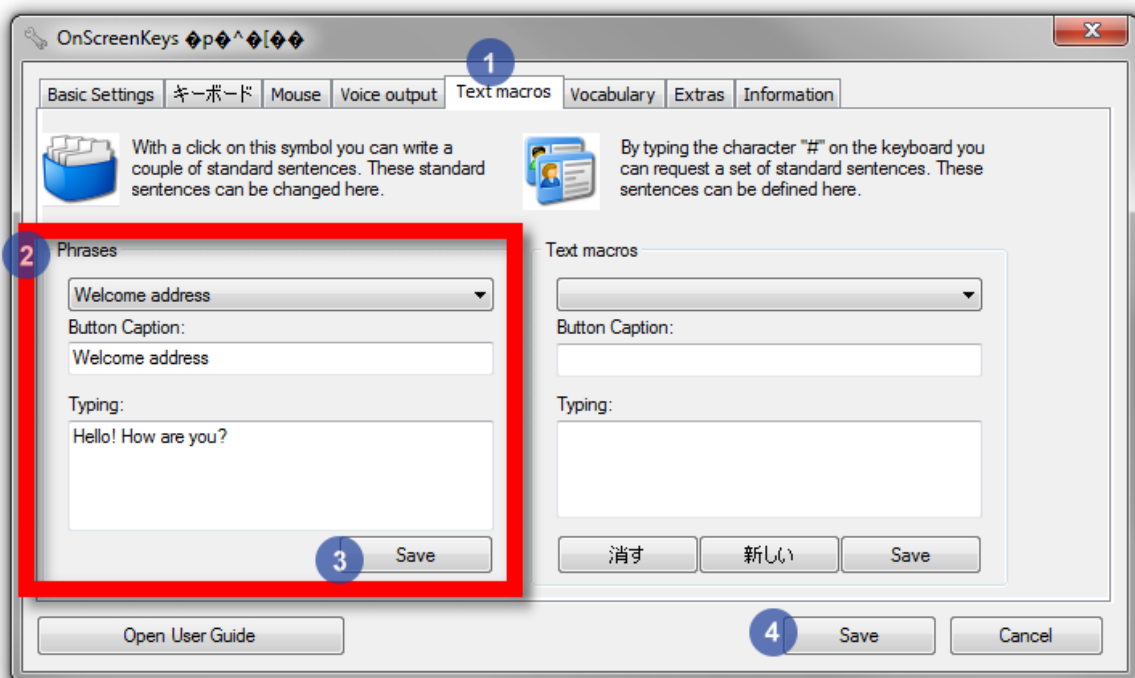 OnScreenKeys �p�^�[��
1
Basic Settings キーボード Mouse Voice output Text macros Vocabulary Extras Information
With a click on this symbol you can write a
couple of standard sentences. These standard
sentences can be changed here.
By typing the character "#" on the keyboard you
can request a set of standard sentences. These
sentences can be defined here.
2
Phrases
Welcome address
Button Caption:
Welcome address
Typing:
Hello! How are you?
3
Save
Text macros
Button Caption:
Typing:
消す 新しい Save
Open User Guide
4
Save Cancel